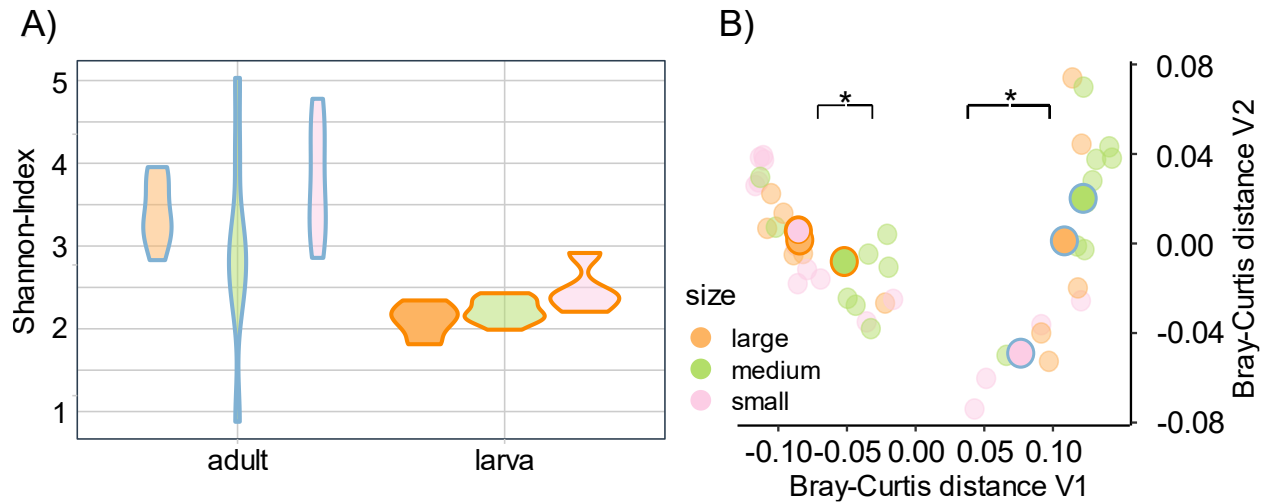 A)
Shannon-Index
5
4
3
2
1
adult larva
B)
* *
size
large
medium
small
0.08
0.04
0.00
-0.04
-0.08
Bray-Curtis distance V2
-0.10 -0.05 0.00 0.05 0.10
Bray-Curtis distance V1